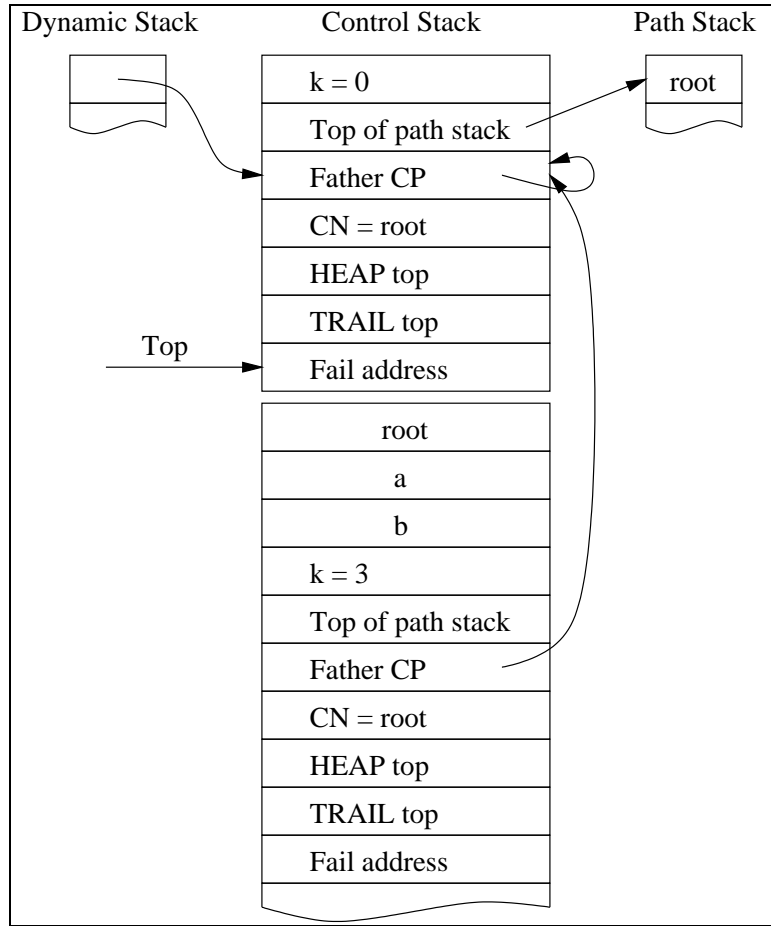 Dynamic Stack
Control Stack
Path Stack
k = 0
root
Top of path stack
Father CP
CN = root
HEAP top
TRAIL top
Top
Fail address
root
a
b
k = 3
Top of path stack
Father CP
CN = root
HEAP top
TRAIL top
Fail address